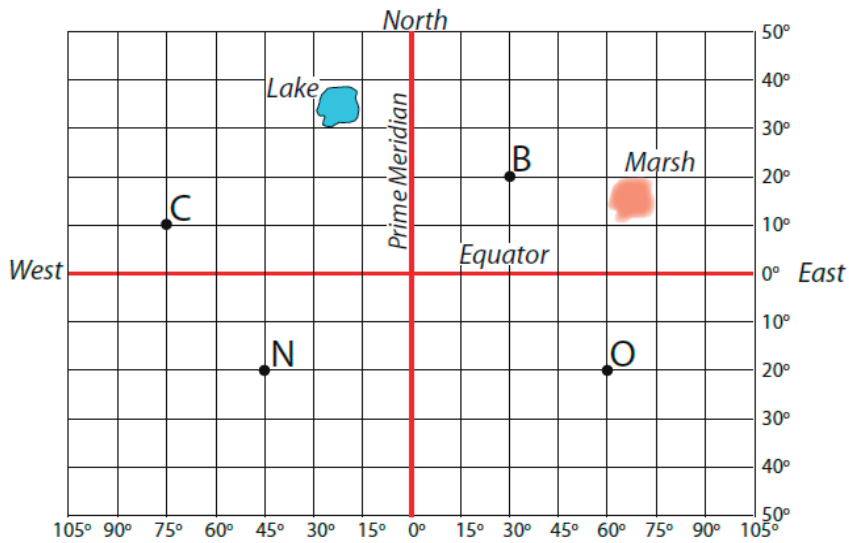 North
50º
Lake
40º
Prime Meridian
30º
B
Marsh
20º
C
10º
Equator
West
0º
East
10º
N
O
20º
30º
40º
50º
105º 90º 75º 60º 45º 30º 15º 0º 15º 30º 45º 60º 75º 90º 105º